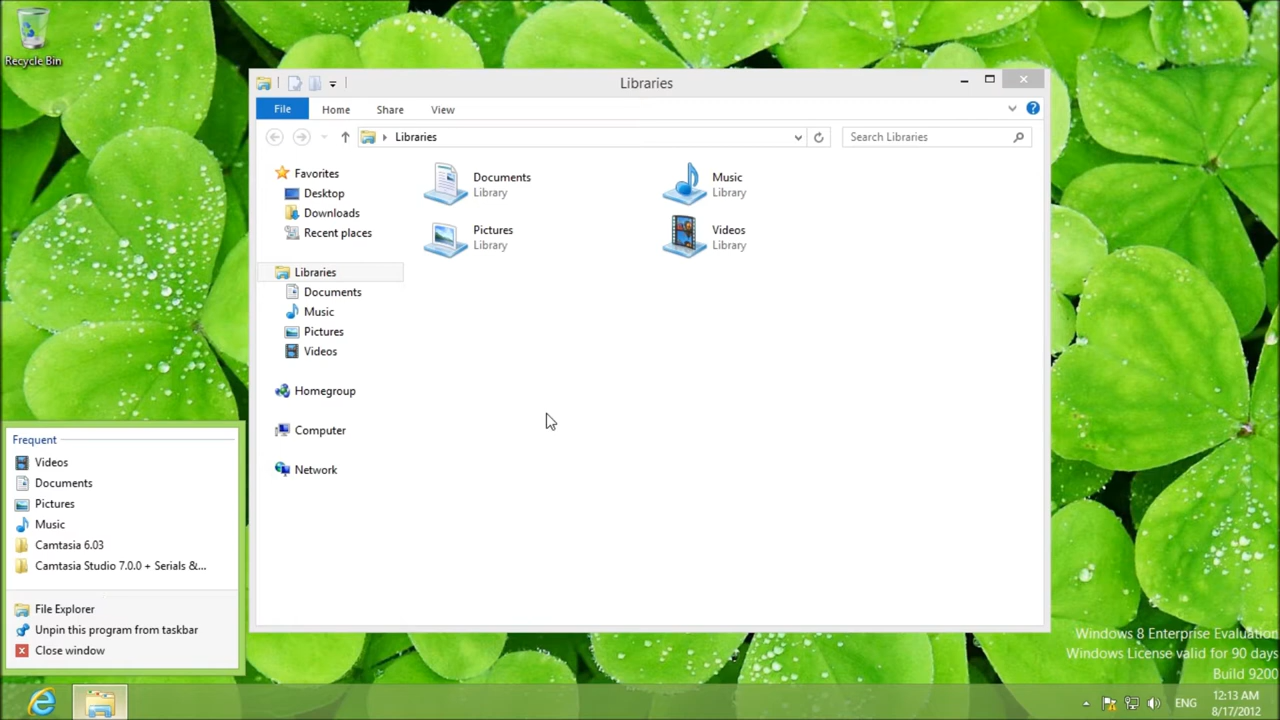 Recycle Bin
Libraries
File Home Share View
Libraries
Search Libraries
Favorites
Desktop
Downloads
Recent places
Libraries
Documents
Music
Pictures
Videos
Homegroup
Computer
Network
Documents
Library
Music
Library
Pictures
Library
Videos
Library
Frequent
Videos
Documents
Pictures
Music
Camtasia 6.03
Camtasia Studio 7.0.0 + Serials &...
File Explorer
Unpin this program from taskbar
Close window
Windows 8 Enterprise Evaluation
Windows License valid for 90 days
Build 9200
ENG
12:13 AM
8/17/2012